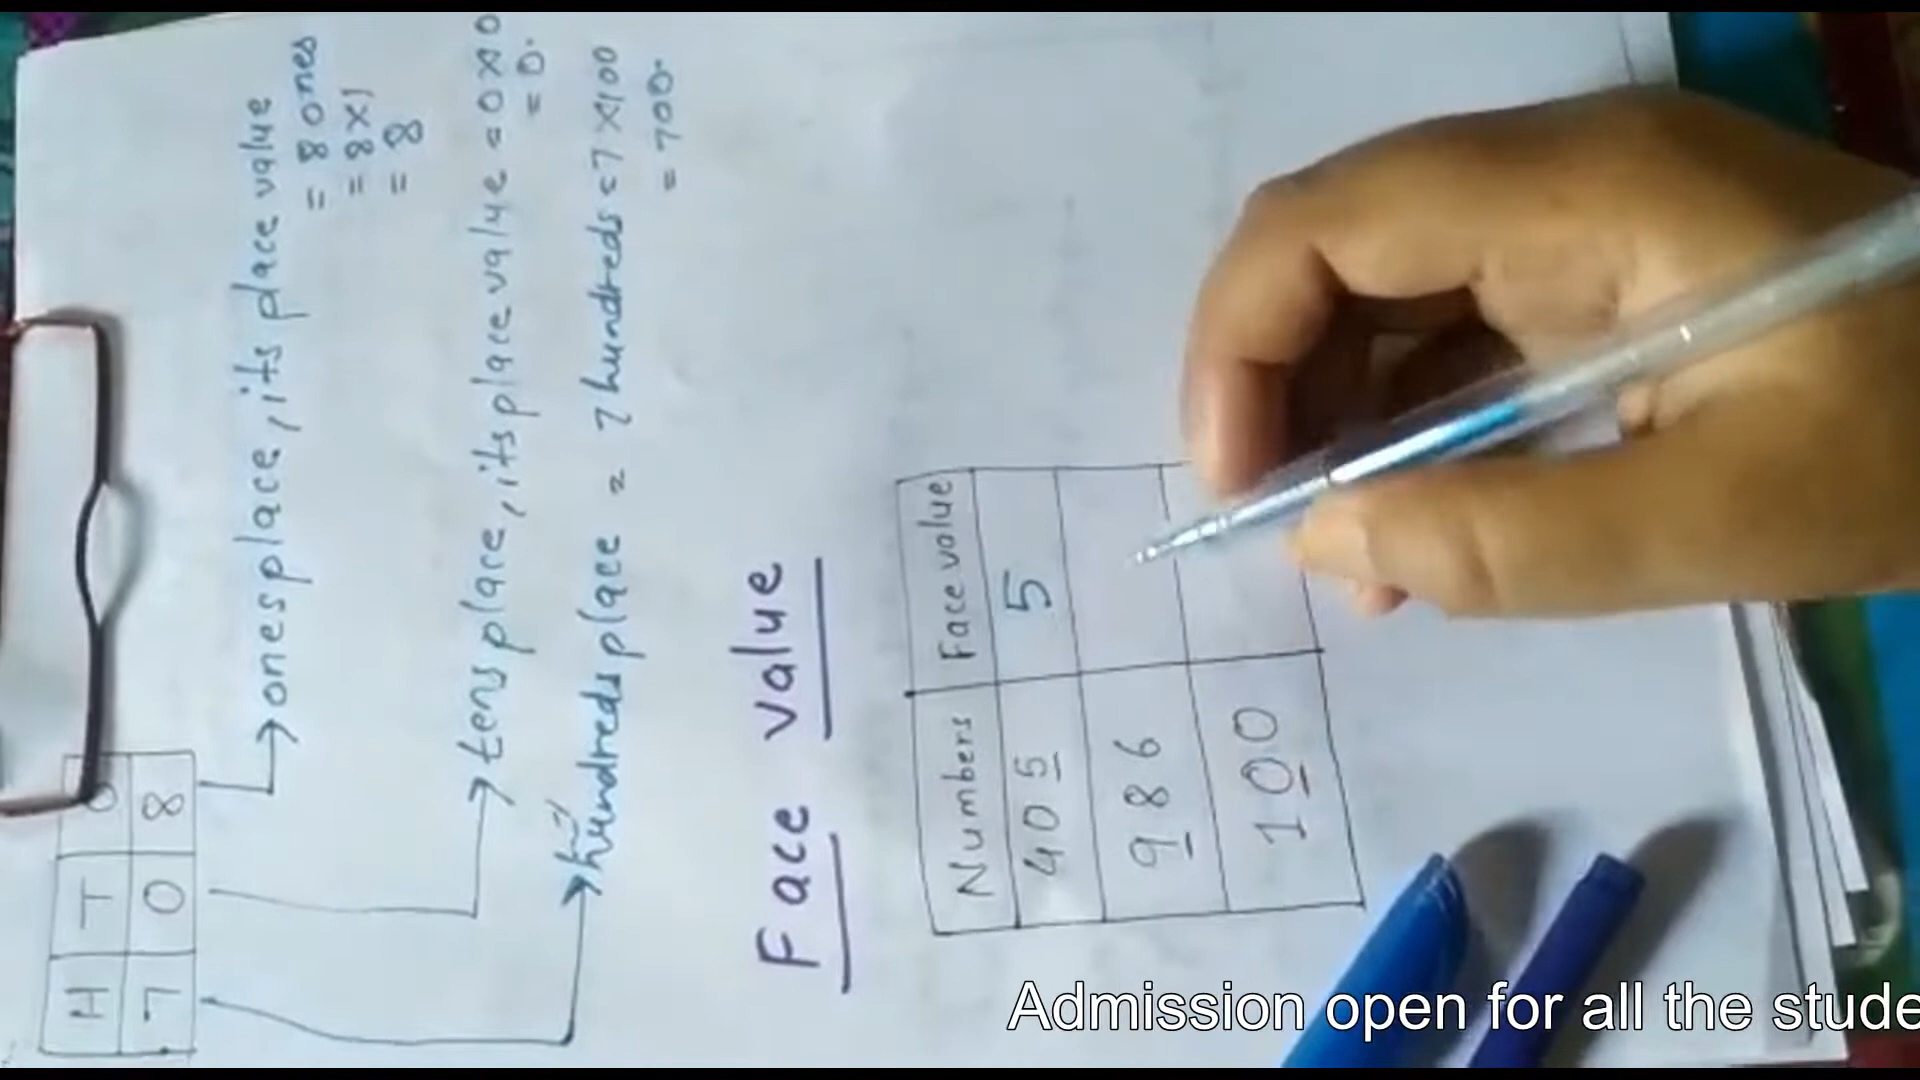 H T O
7 0 8
→ ones place, its place value
= 8 ones
= 8×1
= 8
→ tens place, its place value = 0×0
= 0.
→ hundreds place = 7 hundreds = 7×100
= 700.
Face value
Numbers Face value
405 5
986
100
Admission open for all the stude